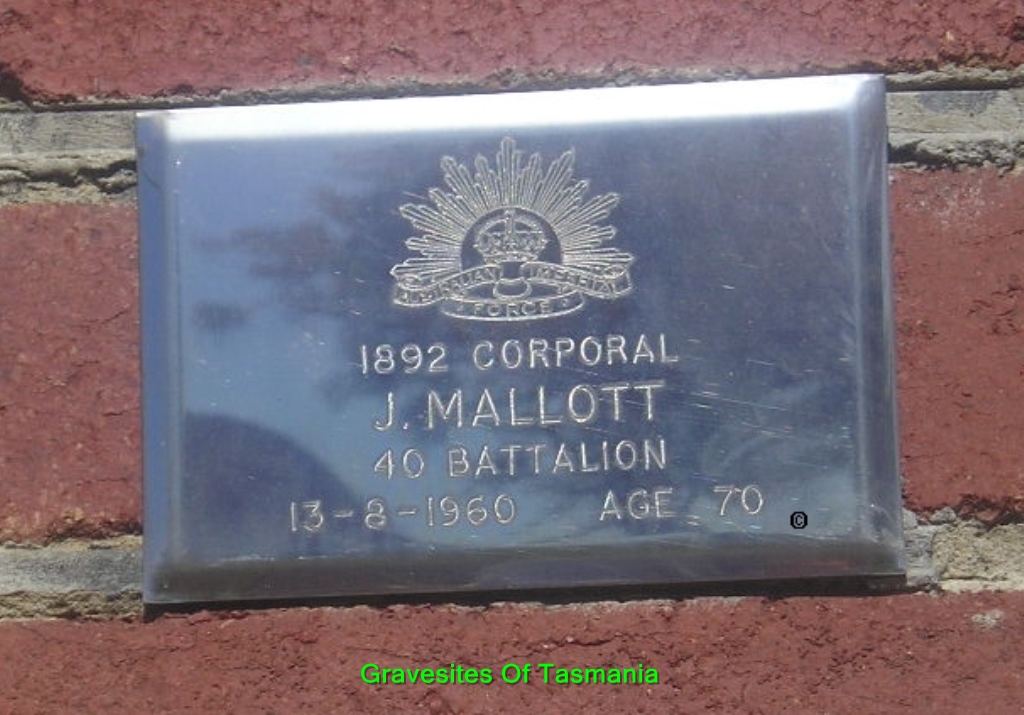 AUSTRALIAN IMPERIAL
FORCE
1892 CORPORAL
J. MALLOTT
40 BATTALION
13-8-1960 AGE 70
©
Gravesites Of Tasmania